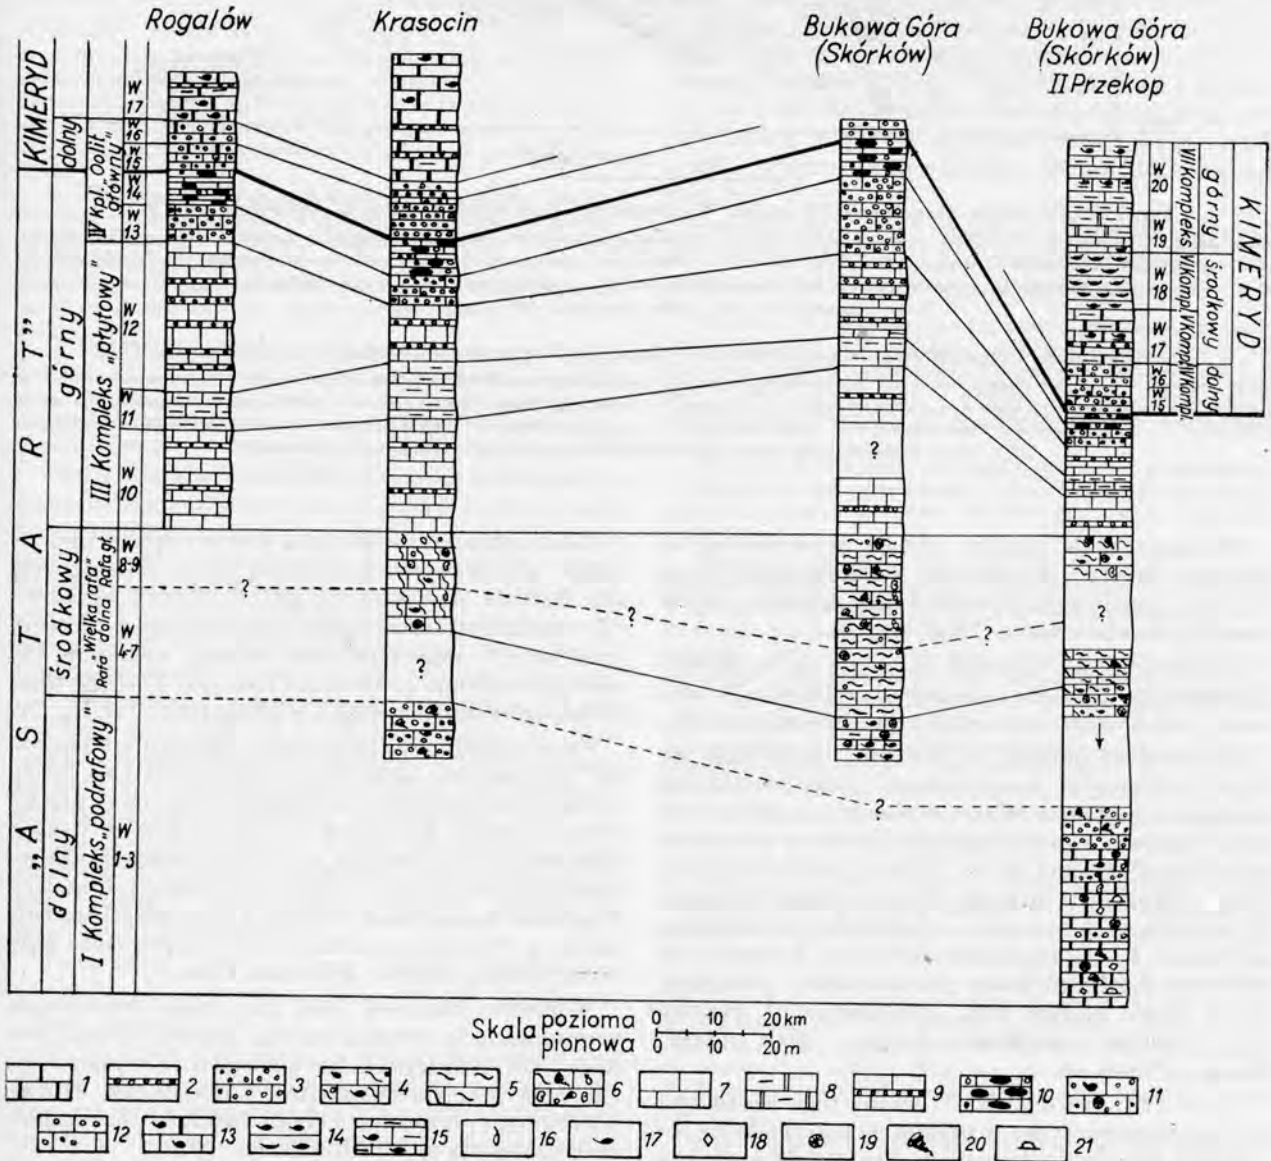 Rogalów
Krasocin
Bukowa Góra
(Skórków)
Bukowa Góra
(Skórków)
II Przekop
KIMERYD
dolny
IV kpl. „Oolit
główny”
W
17
W
16
W
15
W
14
W
13
„ASTART”
górny
III Kompleks „płytowy”
W
12
W
11
W
10
środkowy
„Wielka rafa”
Rafa dolna
Rafa gł.
W
8-9
W
4-7
dolny
I Kompleks „podrafowy”
W
1-3
?
?
?
?
?
?
?
?
KIMERYD
górny
środkowy
dolny
VII Kompleks
VI Kompl.
V Kompl.
IV Kompl.
W
20
W
19
W
18
W
17
W
16
W
15
Skala pozioma 0 10 20 km
pionowa 0 10 20 m
1 2 3 4 5 6 7 8 9 10 11
12 13 14 15 16 17 18 19 20 21